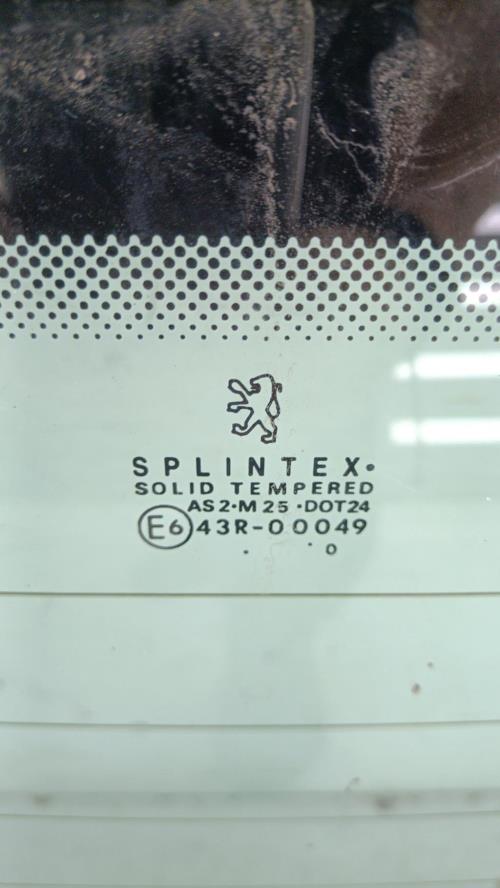 SPLINTEX•
SOLID TEMPERED
AS2•M25•DOT24
E6 43R-00049
. . o